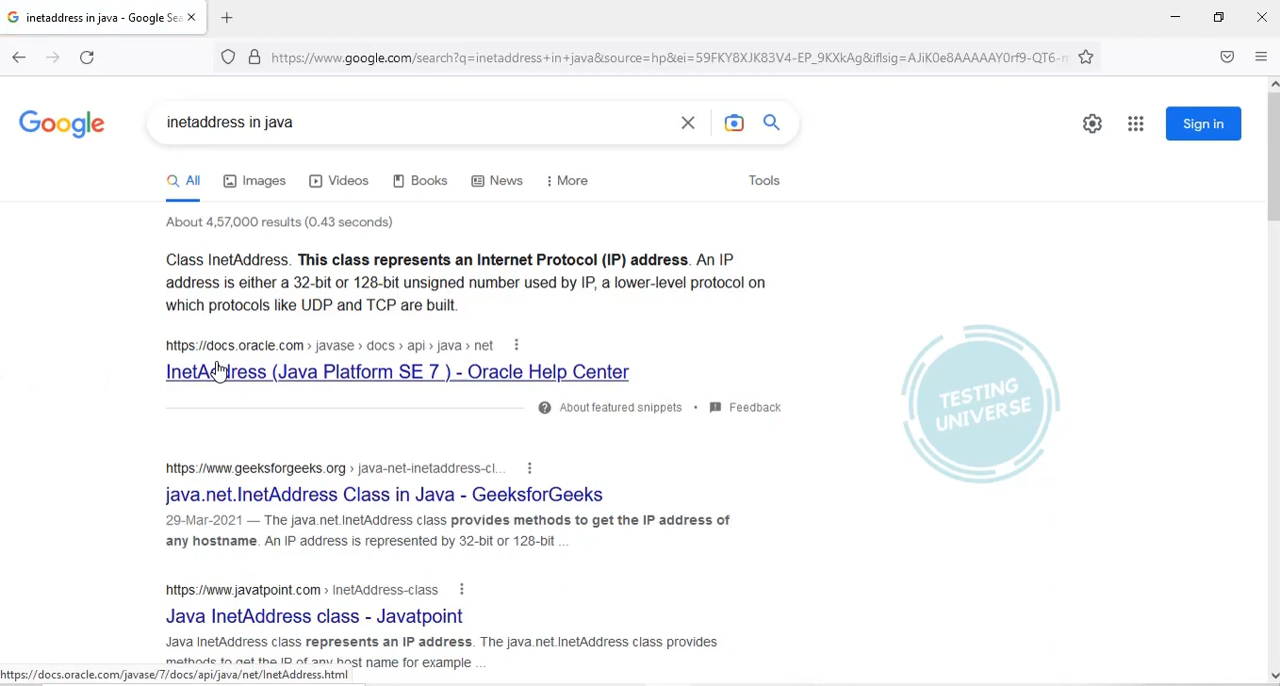 inetaddress in java - Google Sea
https://www.google.com/search?q=inetaddress+in+java&source=hp&ei=59FKY8XJK83V4-EP_9KXkAg&iflsig=AJiK0e8AAAAAY0rf9-QT6-m
Google
inetaddress in java
Sign in
All Images Videos Books News More Tools
About 4,57,000 results (0.43 seconds)
Class InetAddress. This class represents an Internet Protocol (IP) address. An IP
address is either a 32-bit or 128-bit unsigned number used by IP, a lower-level protocol on
which protocols like UDP and TCP are built.
https://docs.oracle.com › javase › docs › api › java › net
InetAddress (Java Platform SE 7 ) - Oracle Help Center
About featured snippets • Feedback
TESTING
UNIVERSE
https://www.geeksforgeeks.org › java-net-inetaddress-cl...
java.net.InetAddress Class in Java - GeeksforGeeks
29-Mar-2021 — The java.net.InetAddress class provides methods to get the IP address of
any hostname. An IP address is represented by 32-bit or 128-bit ...
https://www.javatpoint.com › InetAddress-class
Java InetAddress class - Javatpoint
Java InetAddress class represents an IP address. The java.net.InetAddress class provides
methods to get the IP of any host name for example ...
https://docs.oracle.com/javase/7/docs/api/java/net/InetAddress.html